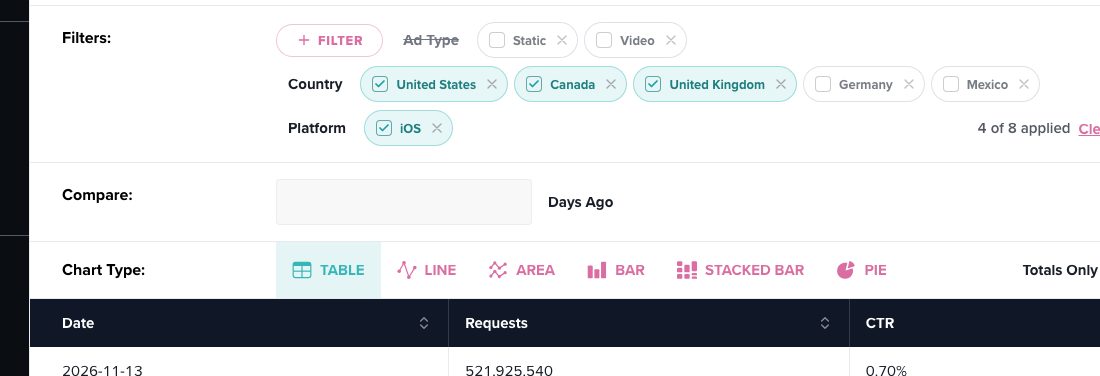 Filters: + FILTER Ad Type Static × Video ×
Country United States × Canada × United Kingdom × Germany × Mexico ×
Platform iOS × 4 of 8 applied Cle
Compare: Days Ago
Chart Type: TABLE LINE AREA BAR STACKED BAR PIE Totals Only
Date Requests CTR
2026-11-13 521,925,540 0.70%